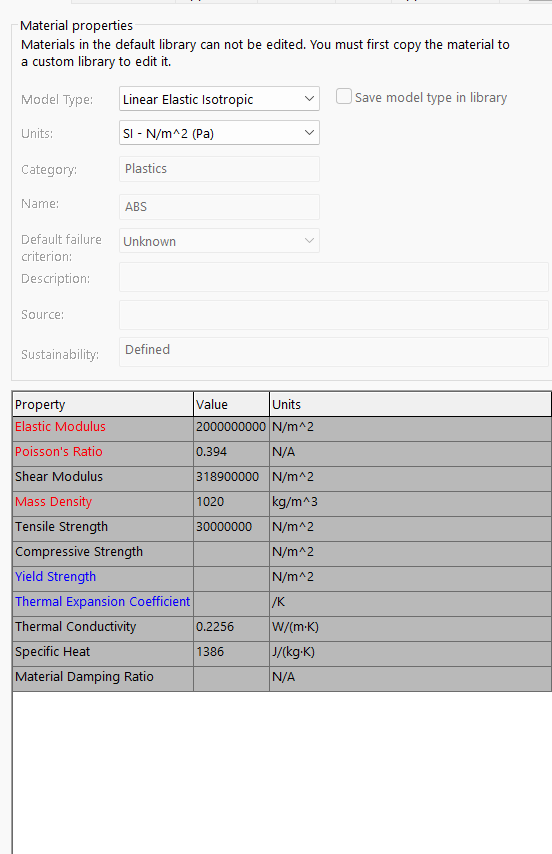 Material properties
Materials in the default library can not be edited. You must first copy the material to
a custom library to edit it.
Model Type: Linear Elastic Isotropic Save model type in library
Units: SI - N/m^2 (Pa)
Category: Plastics
Name: ABS
Default failure
criterion: Unknown
Description:
Source:
Sustainability: Defined
Property Value Units
Elastic Modulus 2000000000 N/m^2
Poisson's Ratio 0.394 N/A
Shear Modulus 318900000 N/m^2
Mass Density 1020 kg/m^3
Tensile Strength 30000000 N/m^2
Compressive Strength N/m^2
Yield Strength N/m^2
Thermal Expansion Coefficient /K
Thermal Conductivity 0.2256 W/(m·K)
Specific Heat 1386 J/(kg·K)
Material Damping Ratio N/A